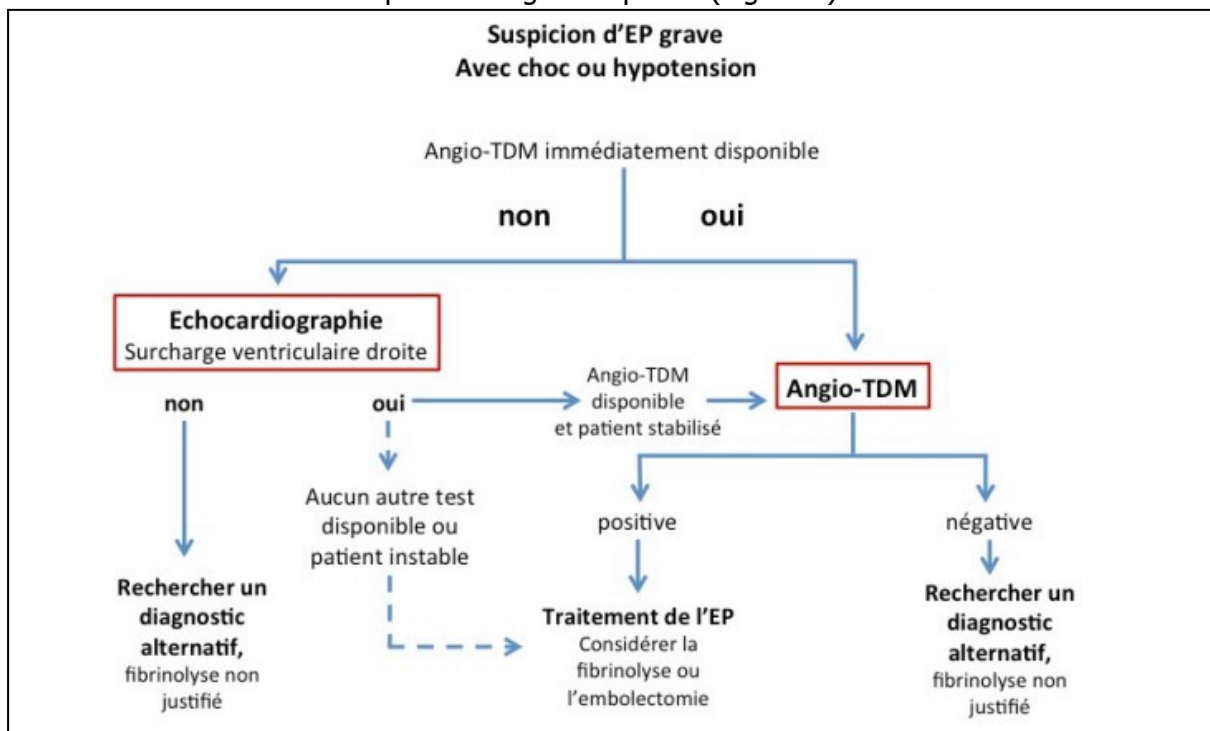 Suspicion d'EP grave
Avec choc ou hypotension
Angio-TDM immédiatement disponible
non
oui
Echocardiographie
Surcharge ventriculaire droite
non
oui
Angio-TDM
disponible
et patient stabilisé
Angio-TDM
Aucun autre test
disponible ou
patient instable
positive
négative
Rechercher un
diagnostic
alternatif,
fibrinolyse non
justifié
Traitement de l'EP
Considérer la
fibrinolyse ou
l'embolectomie
Rechercher un
diagnostic
alternatif,
fibrinolyse non
justifié